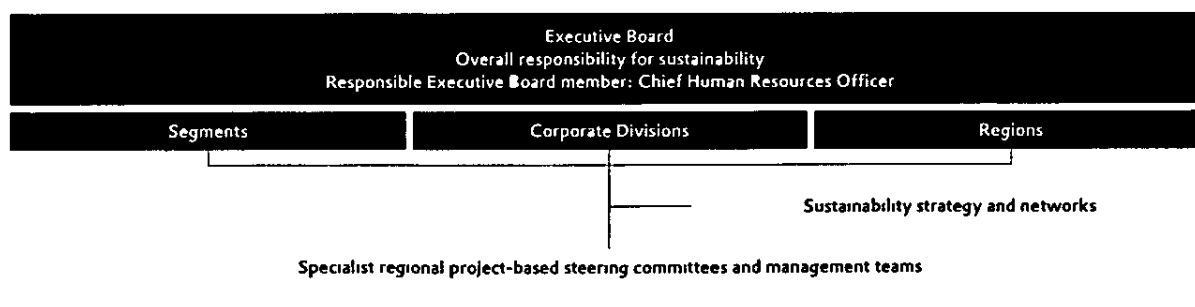 Executive Board
Overall responsibility for sustainability
Responsible Executive Board member: Chief Human Resources Officer
Segments
Corporate Divisions
Regions
Sustainability strategy and networks
Specialist regional project-based steering committees and management teams